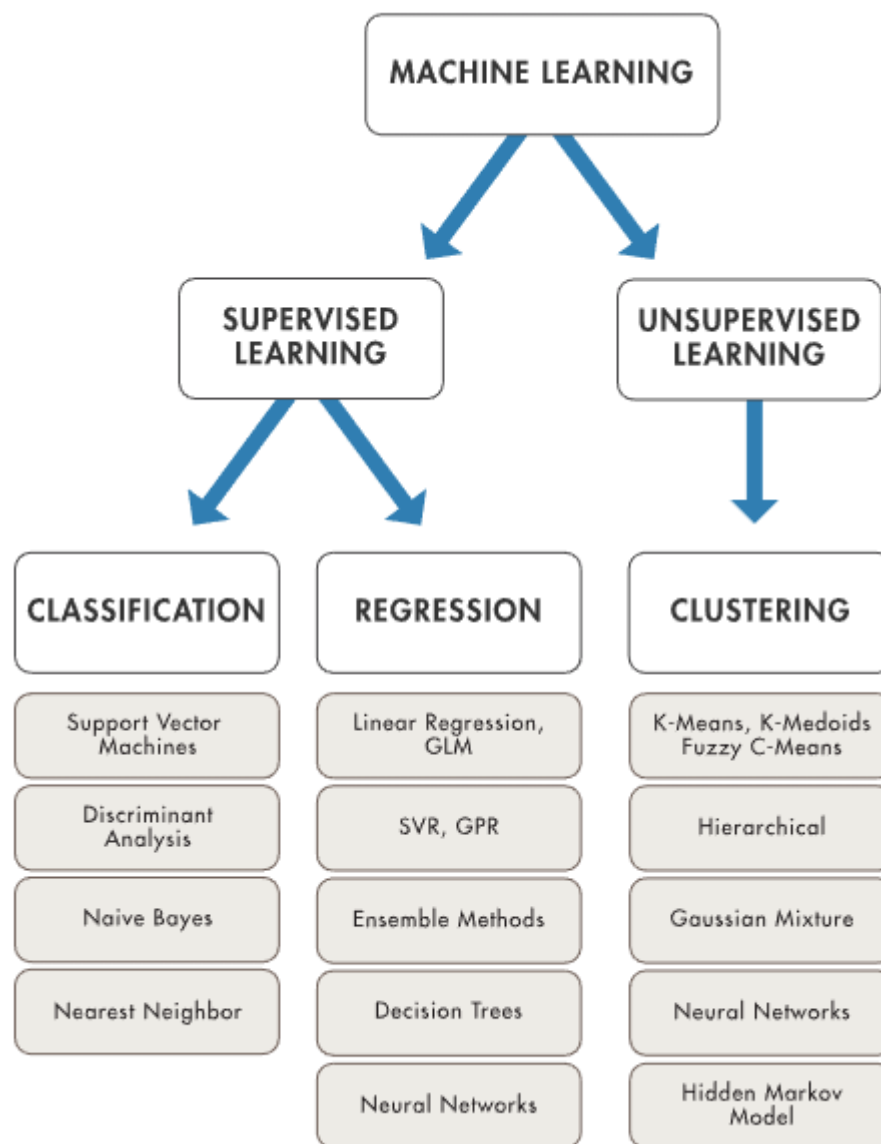 MACHINE LEARNING
SUPERVISED
LEARNING
UNSUPERVISED
LEARNING
CLASSIFICATION
Support Vector
Machines
Discriminant
Analysis
Naive Bayes
Nearest Neighbor
REGRESSION
Linear Regression,
GLM
SVR, GPR
Ensemble Methods
Decision Trees
Neural Networks
CLUSTERING
K-Means, K-Medoids
Fuzzy C-Means
Hierarchical
Gaussian Mixture
Neural Networks
Hidden Markov
Model